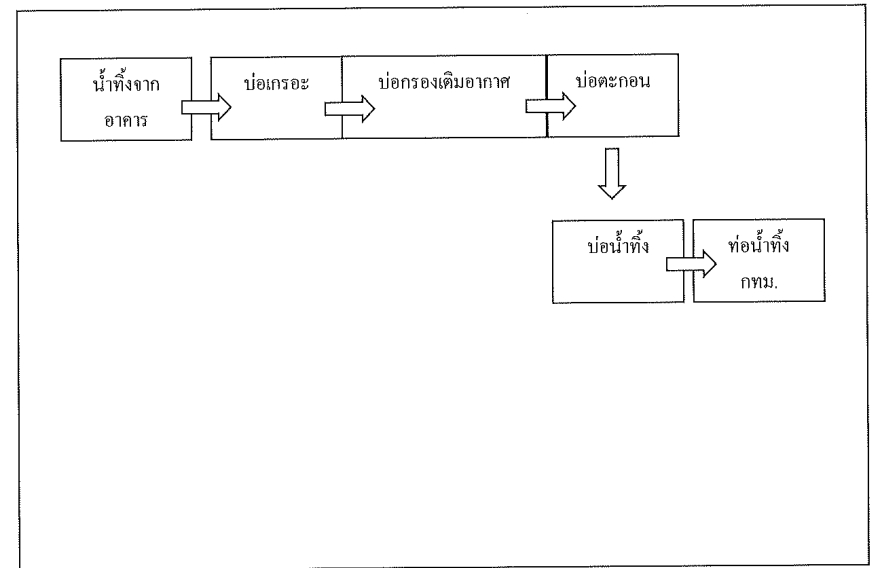 น้ำทิ้งจาก
อาคาร
บ่อเกรอะ
บ่อกรองเติมอากาศ
บ่อตะกอน
บ่อน้ำทิ้ง
ท่อน้ำทิ้ง
กทม.